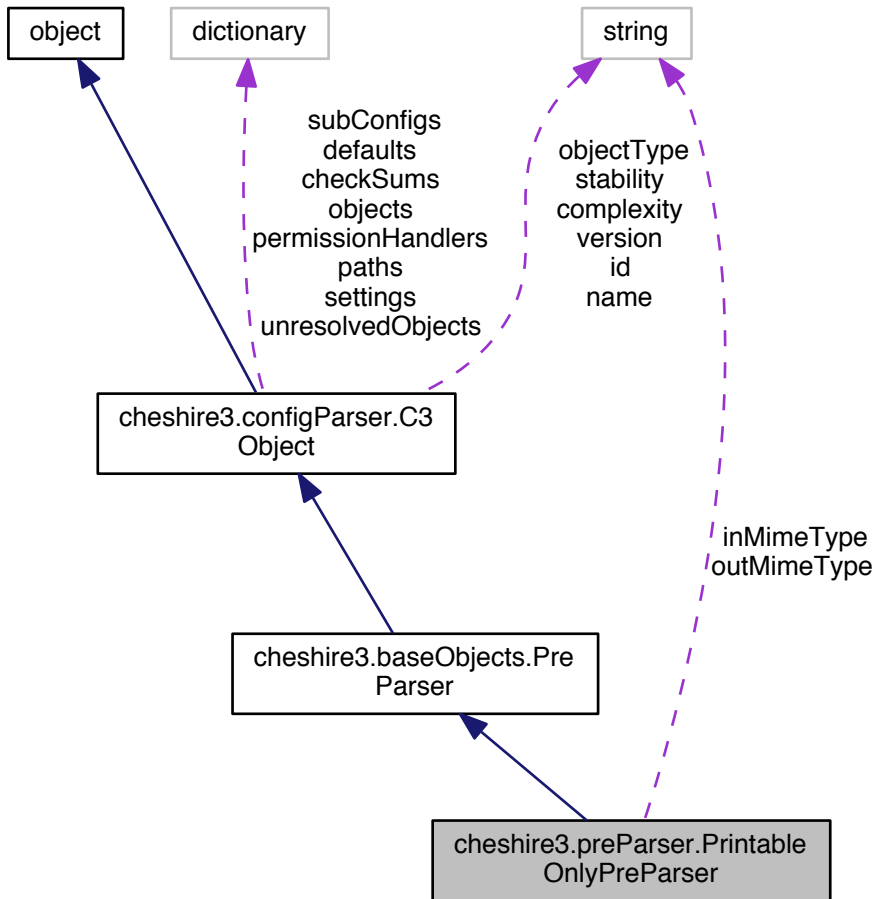 object
dictionary
string
subConfigs
defaults
checkSums
objects
permissionHandlers
paths
settings
unresolvedObjects
objectType
stability
complexity
version
id
name
cheshire3.configParser.C3
Object
inMimeType
outMimeType
cheshire3.baseObjects.Pre
Parser
cheshire3.preParser.Printable
OnlyPreParser